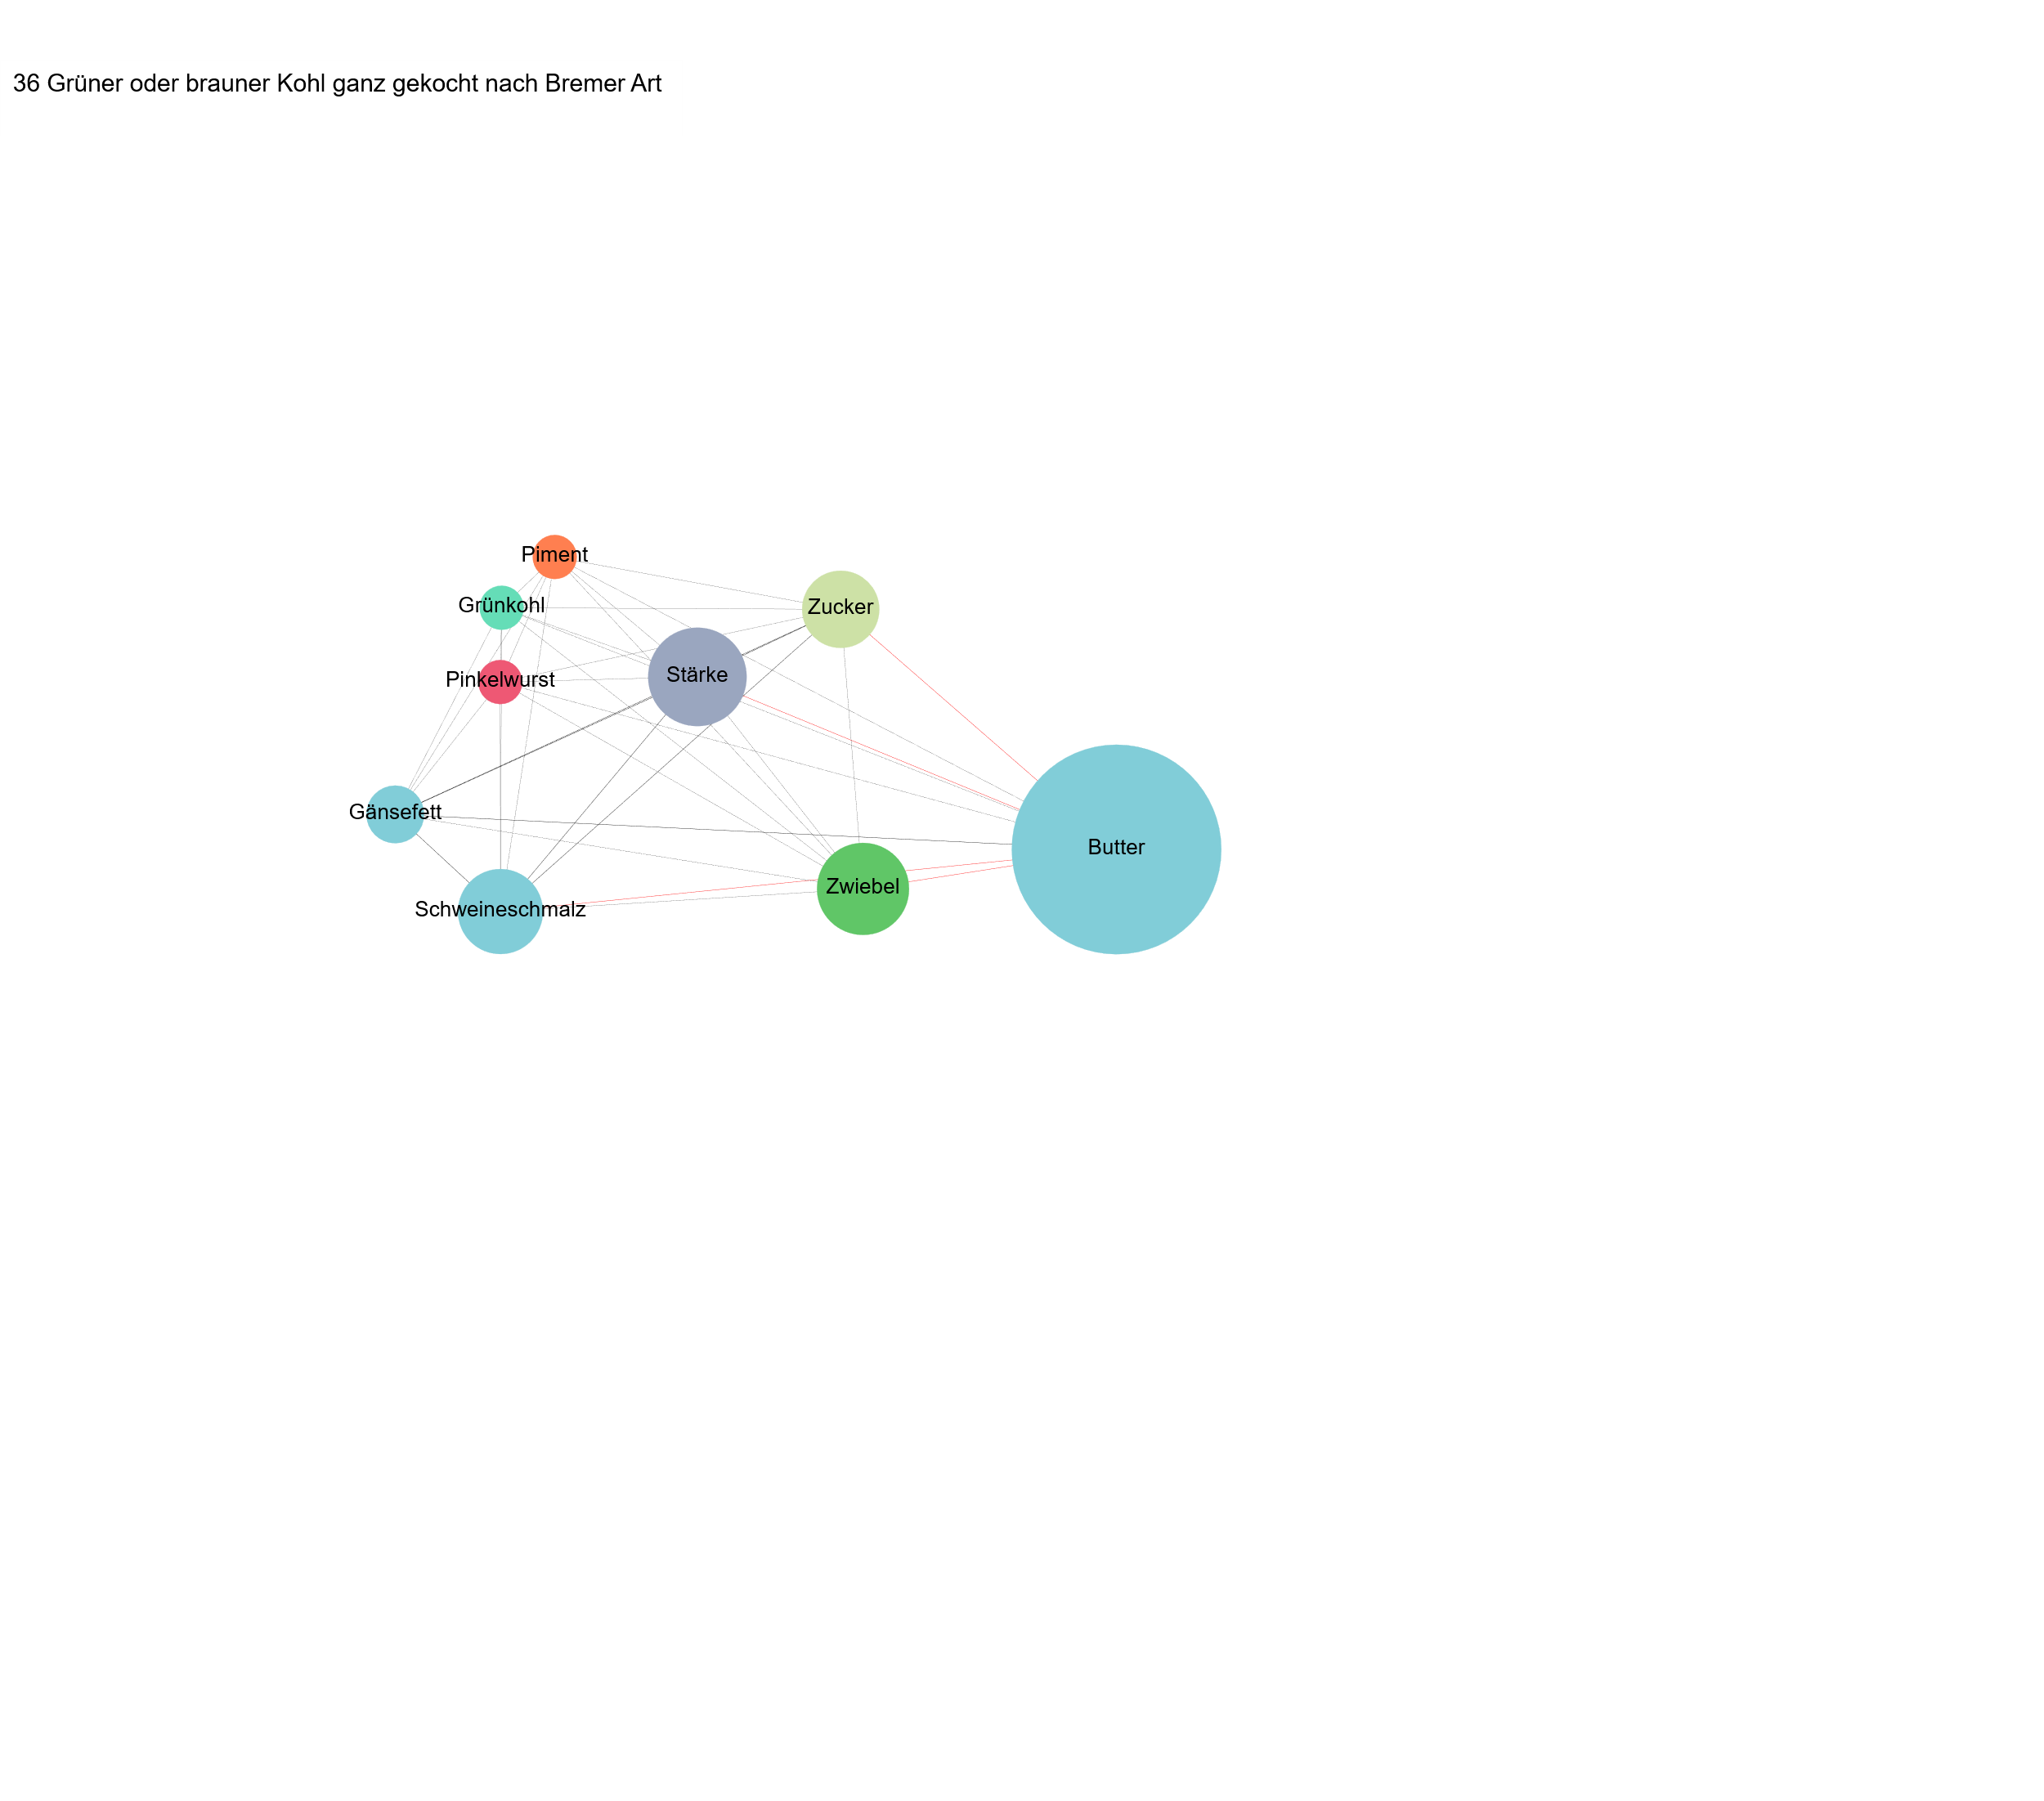 36 Grüner oder brauner Kohl ganz gekocht nach Bremer Art
Piment
Grünkohl
Zucker
Stärke
Pinkelwurst
Gänsefett
Butter
Zwiebel
Schweineschmalz